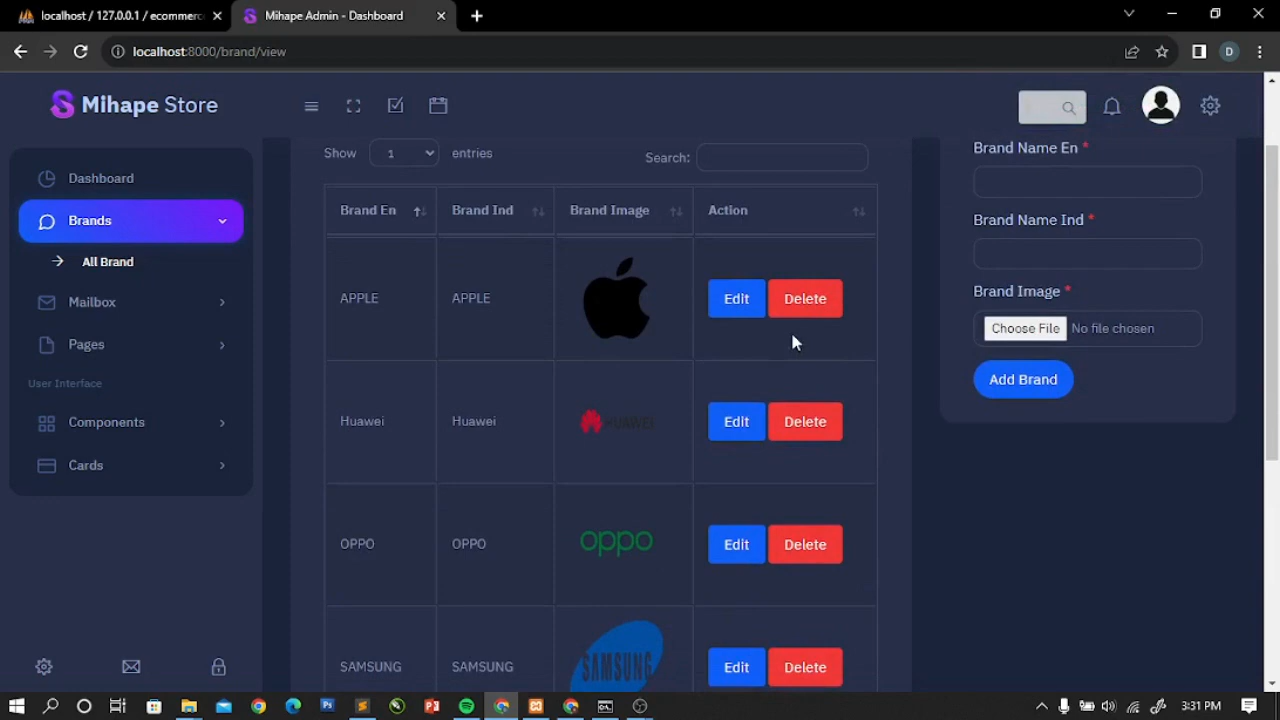 localhost / 127.0.0.1 / ecommerce
Mihape Admin - Dashboard
localhost:8000/brand/view
D
Mihape Store
Dashboard
Brands
All Brand
Mailbox
Pages
User Interface
Components
Cards
Show 1 entries
Search:
Brand En
Brand Ind
Brand Image
Action
APPLE
APPLE
Edit
Delete
Huawei
Huawei
HUAWEI
Edit
Delete
OPPO
OPPO
oppo
Edit
Delete
SAMSUNG
SAMSUNG
SAMSUNG
Edit
Delete
Brand Name En *
Brand Name Ind *
Brand Image *
Choose File No file chosen
Add Brand
3:31 PM